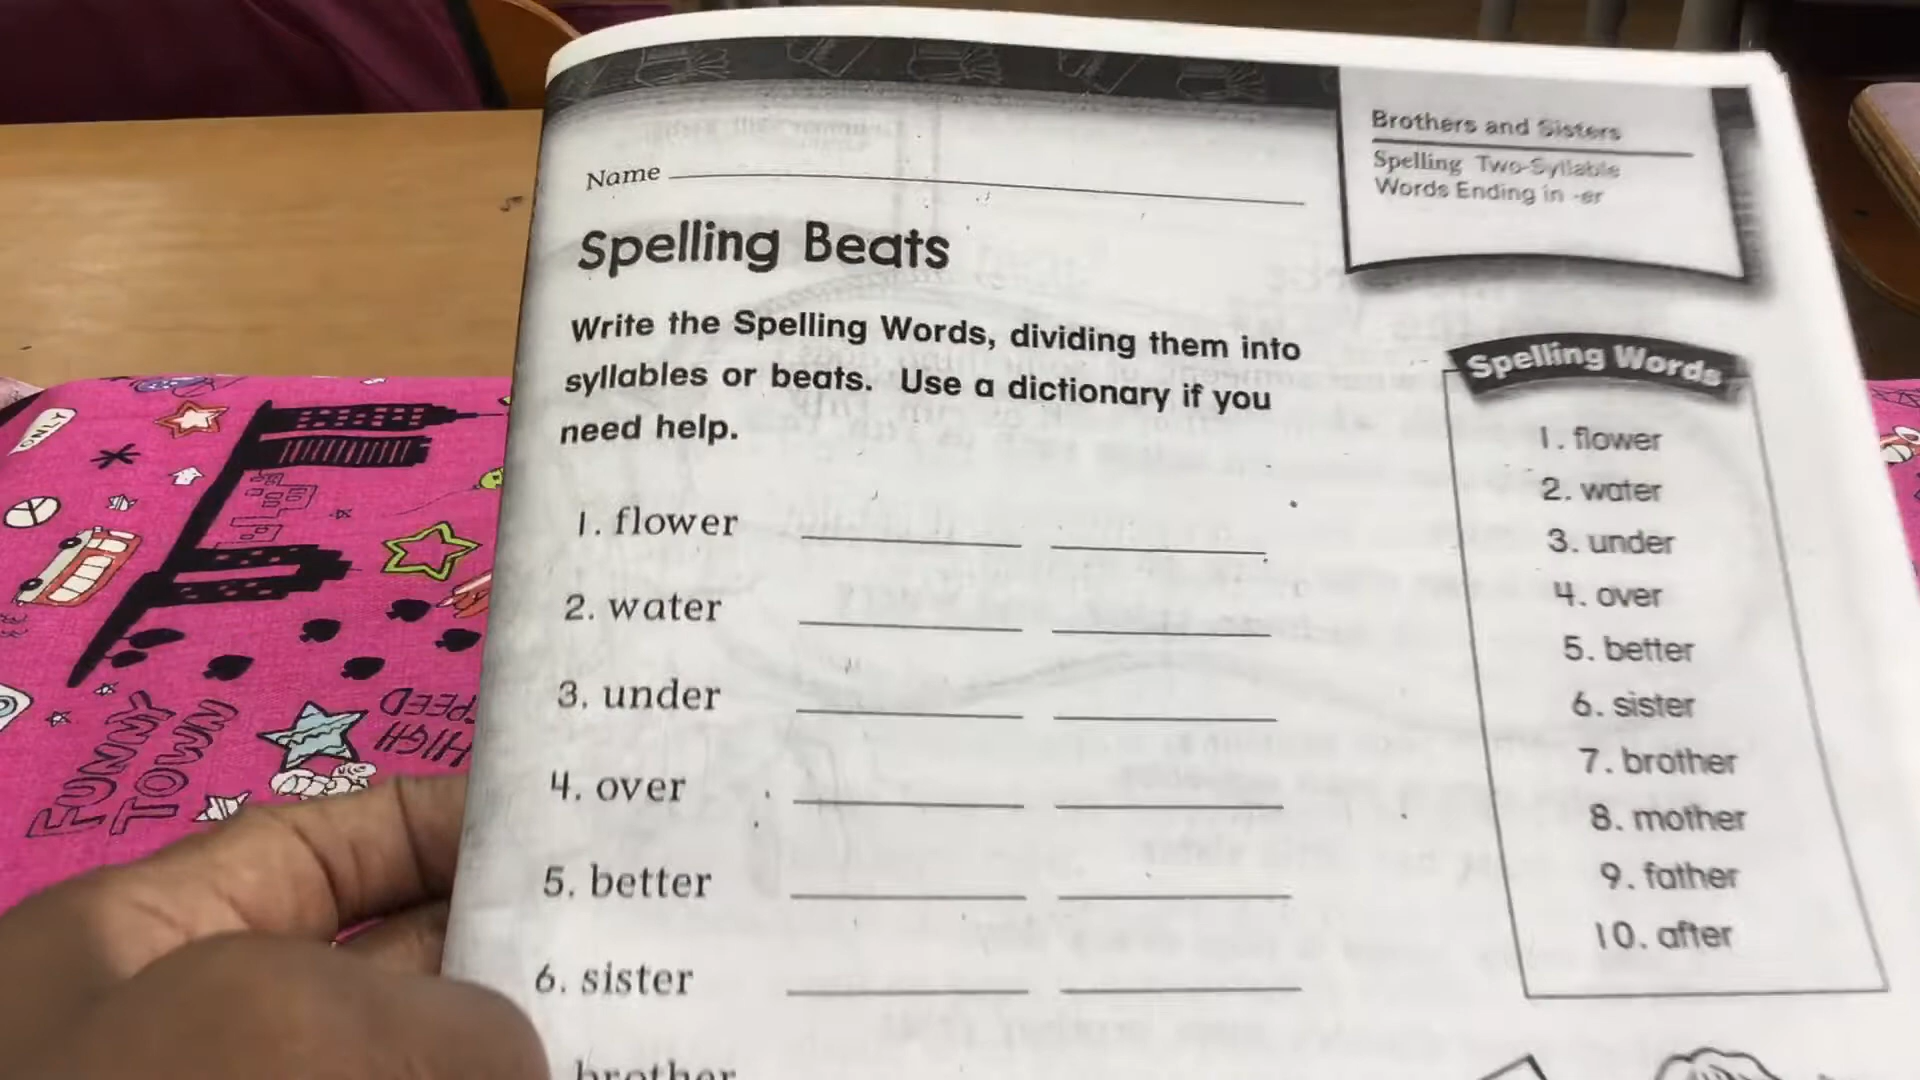 Brothers and Sisters
Spelling Two-Syllable
Words Ending in -er
Name
Spelling Beats
Write the Spelling Words, dividing them into
syllables or beats. Use a dictionary if you
need help.
1. flower
2. water
3. under
4. over
5. better
6. sister
brother
Spelling Words
1. flower
2. water
3. under
4. over
5. better
6. sister
7. brother
8. mother
9. father
10. after
ONLY
FUNNY
TOWN
HIGH
SPEED